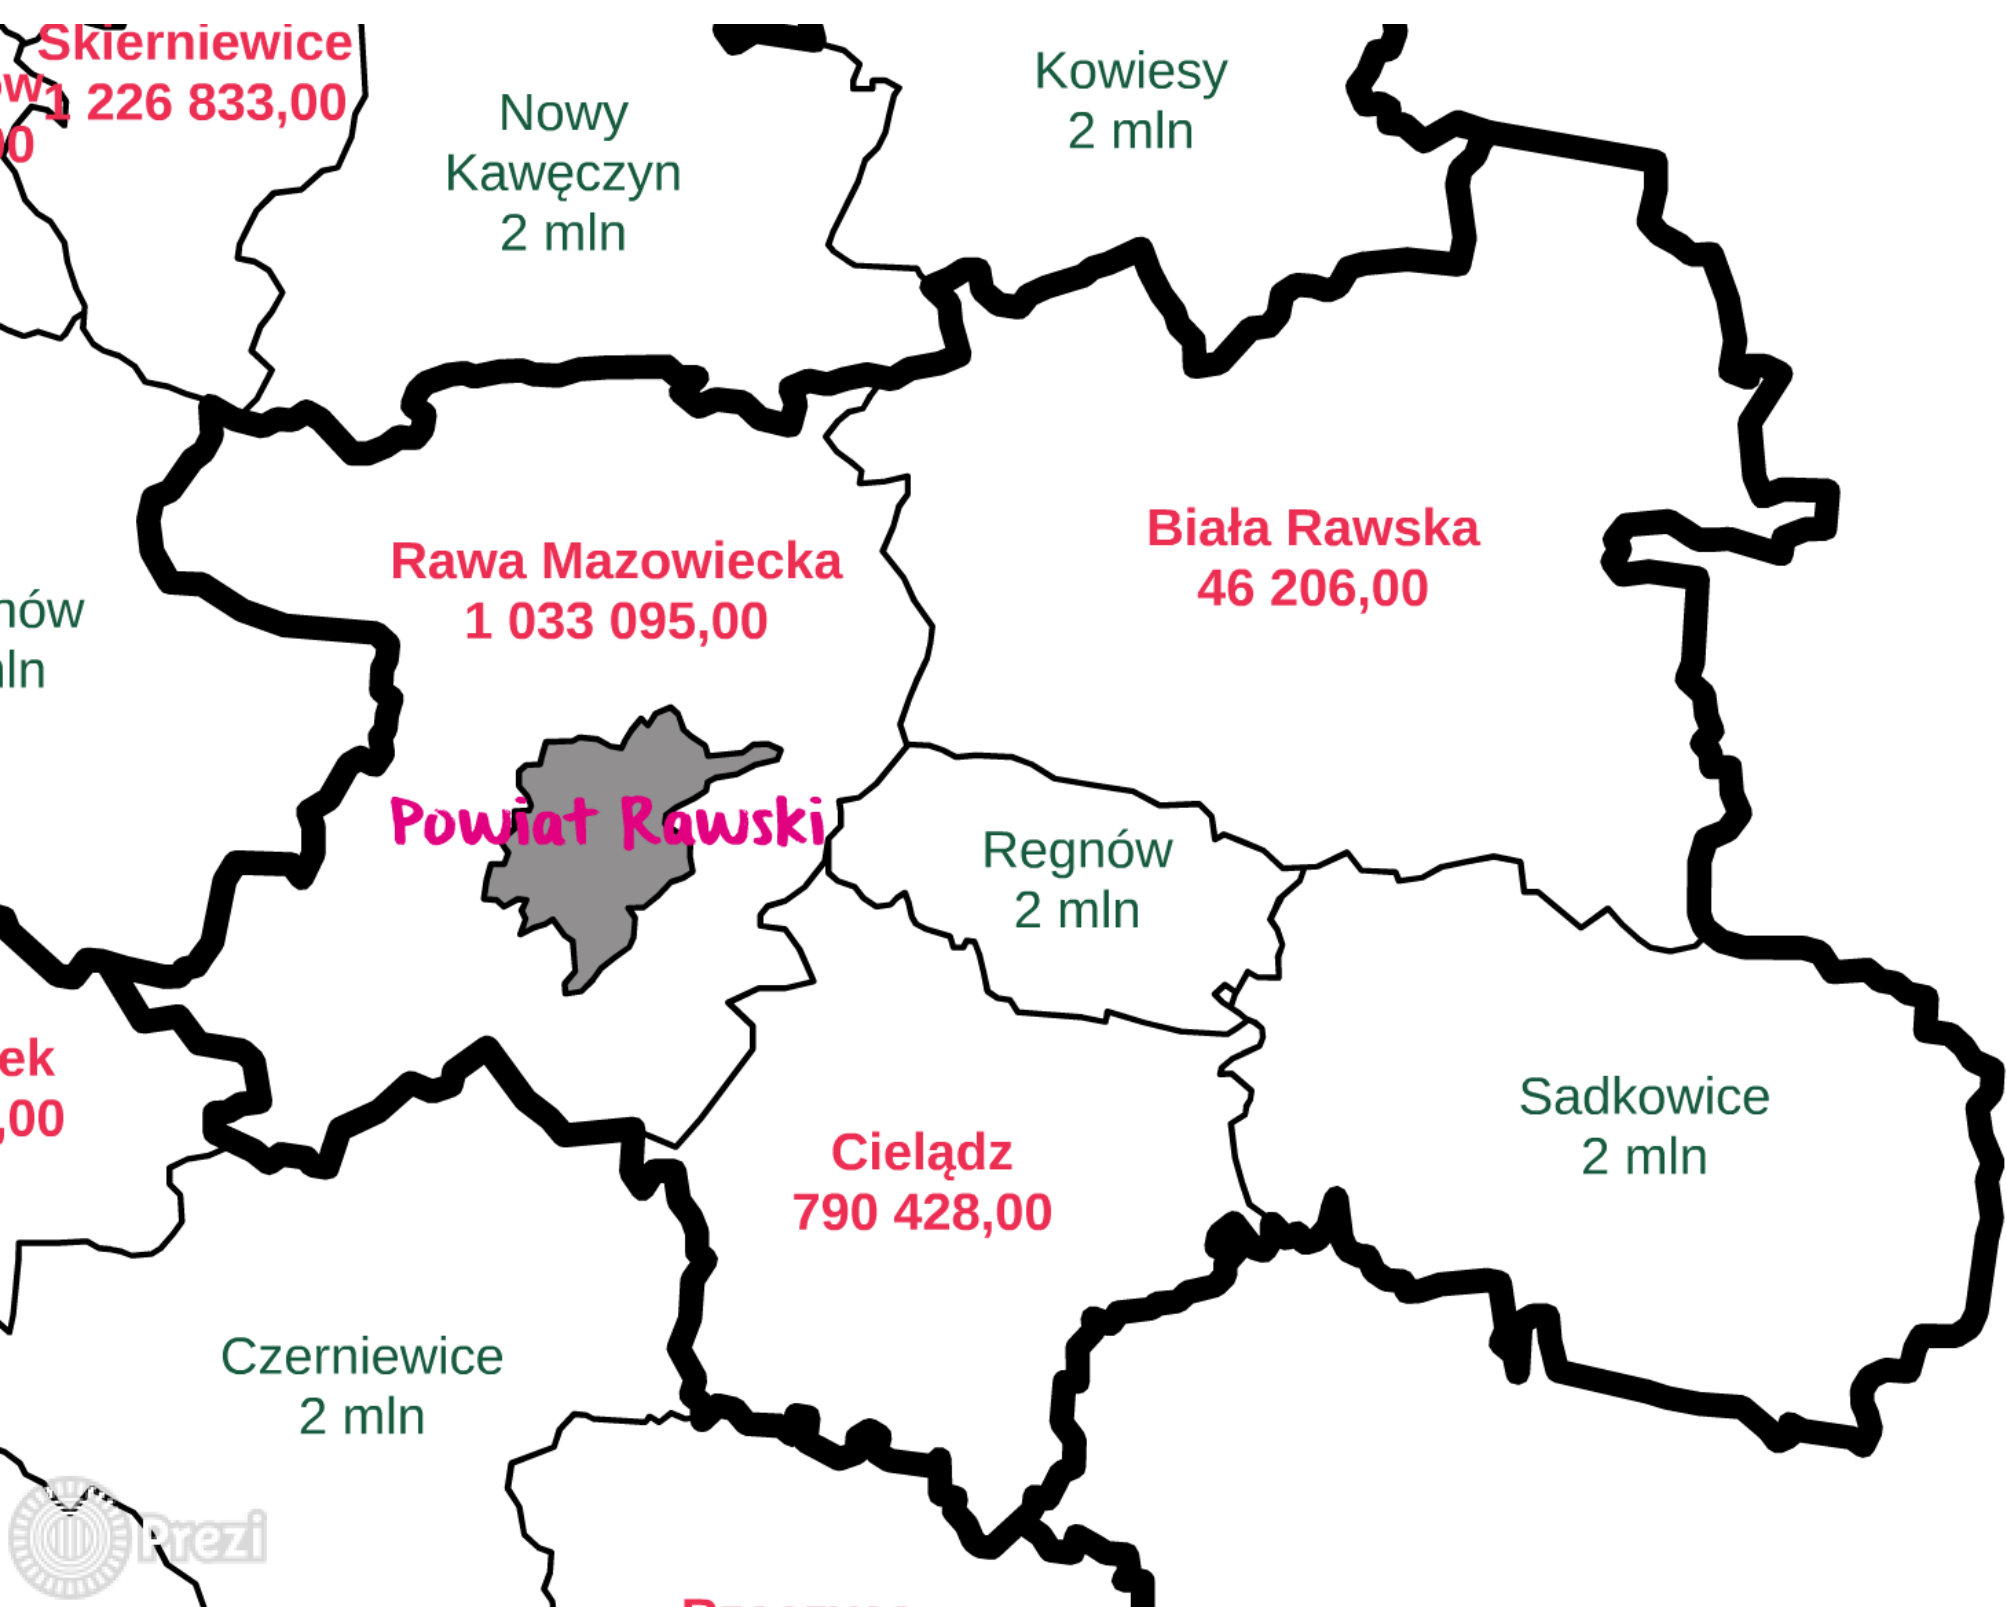 Skierniewice
1 226 833,00
Nowy
Kawęczyn
2 mln
Kowiesy
2 mln
Rawa Mazowiecka
1 033 095,00
Biała Rawska
46 206,00
Powiat Rawski
Regnów
2 mln
Sadkowice
2 mln
Cielądz
790 428,00
Czerniewice
2 mln
Prezi